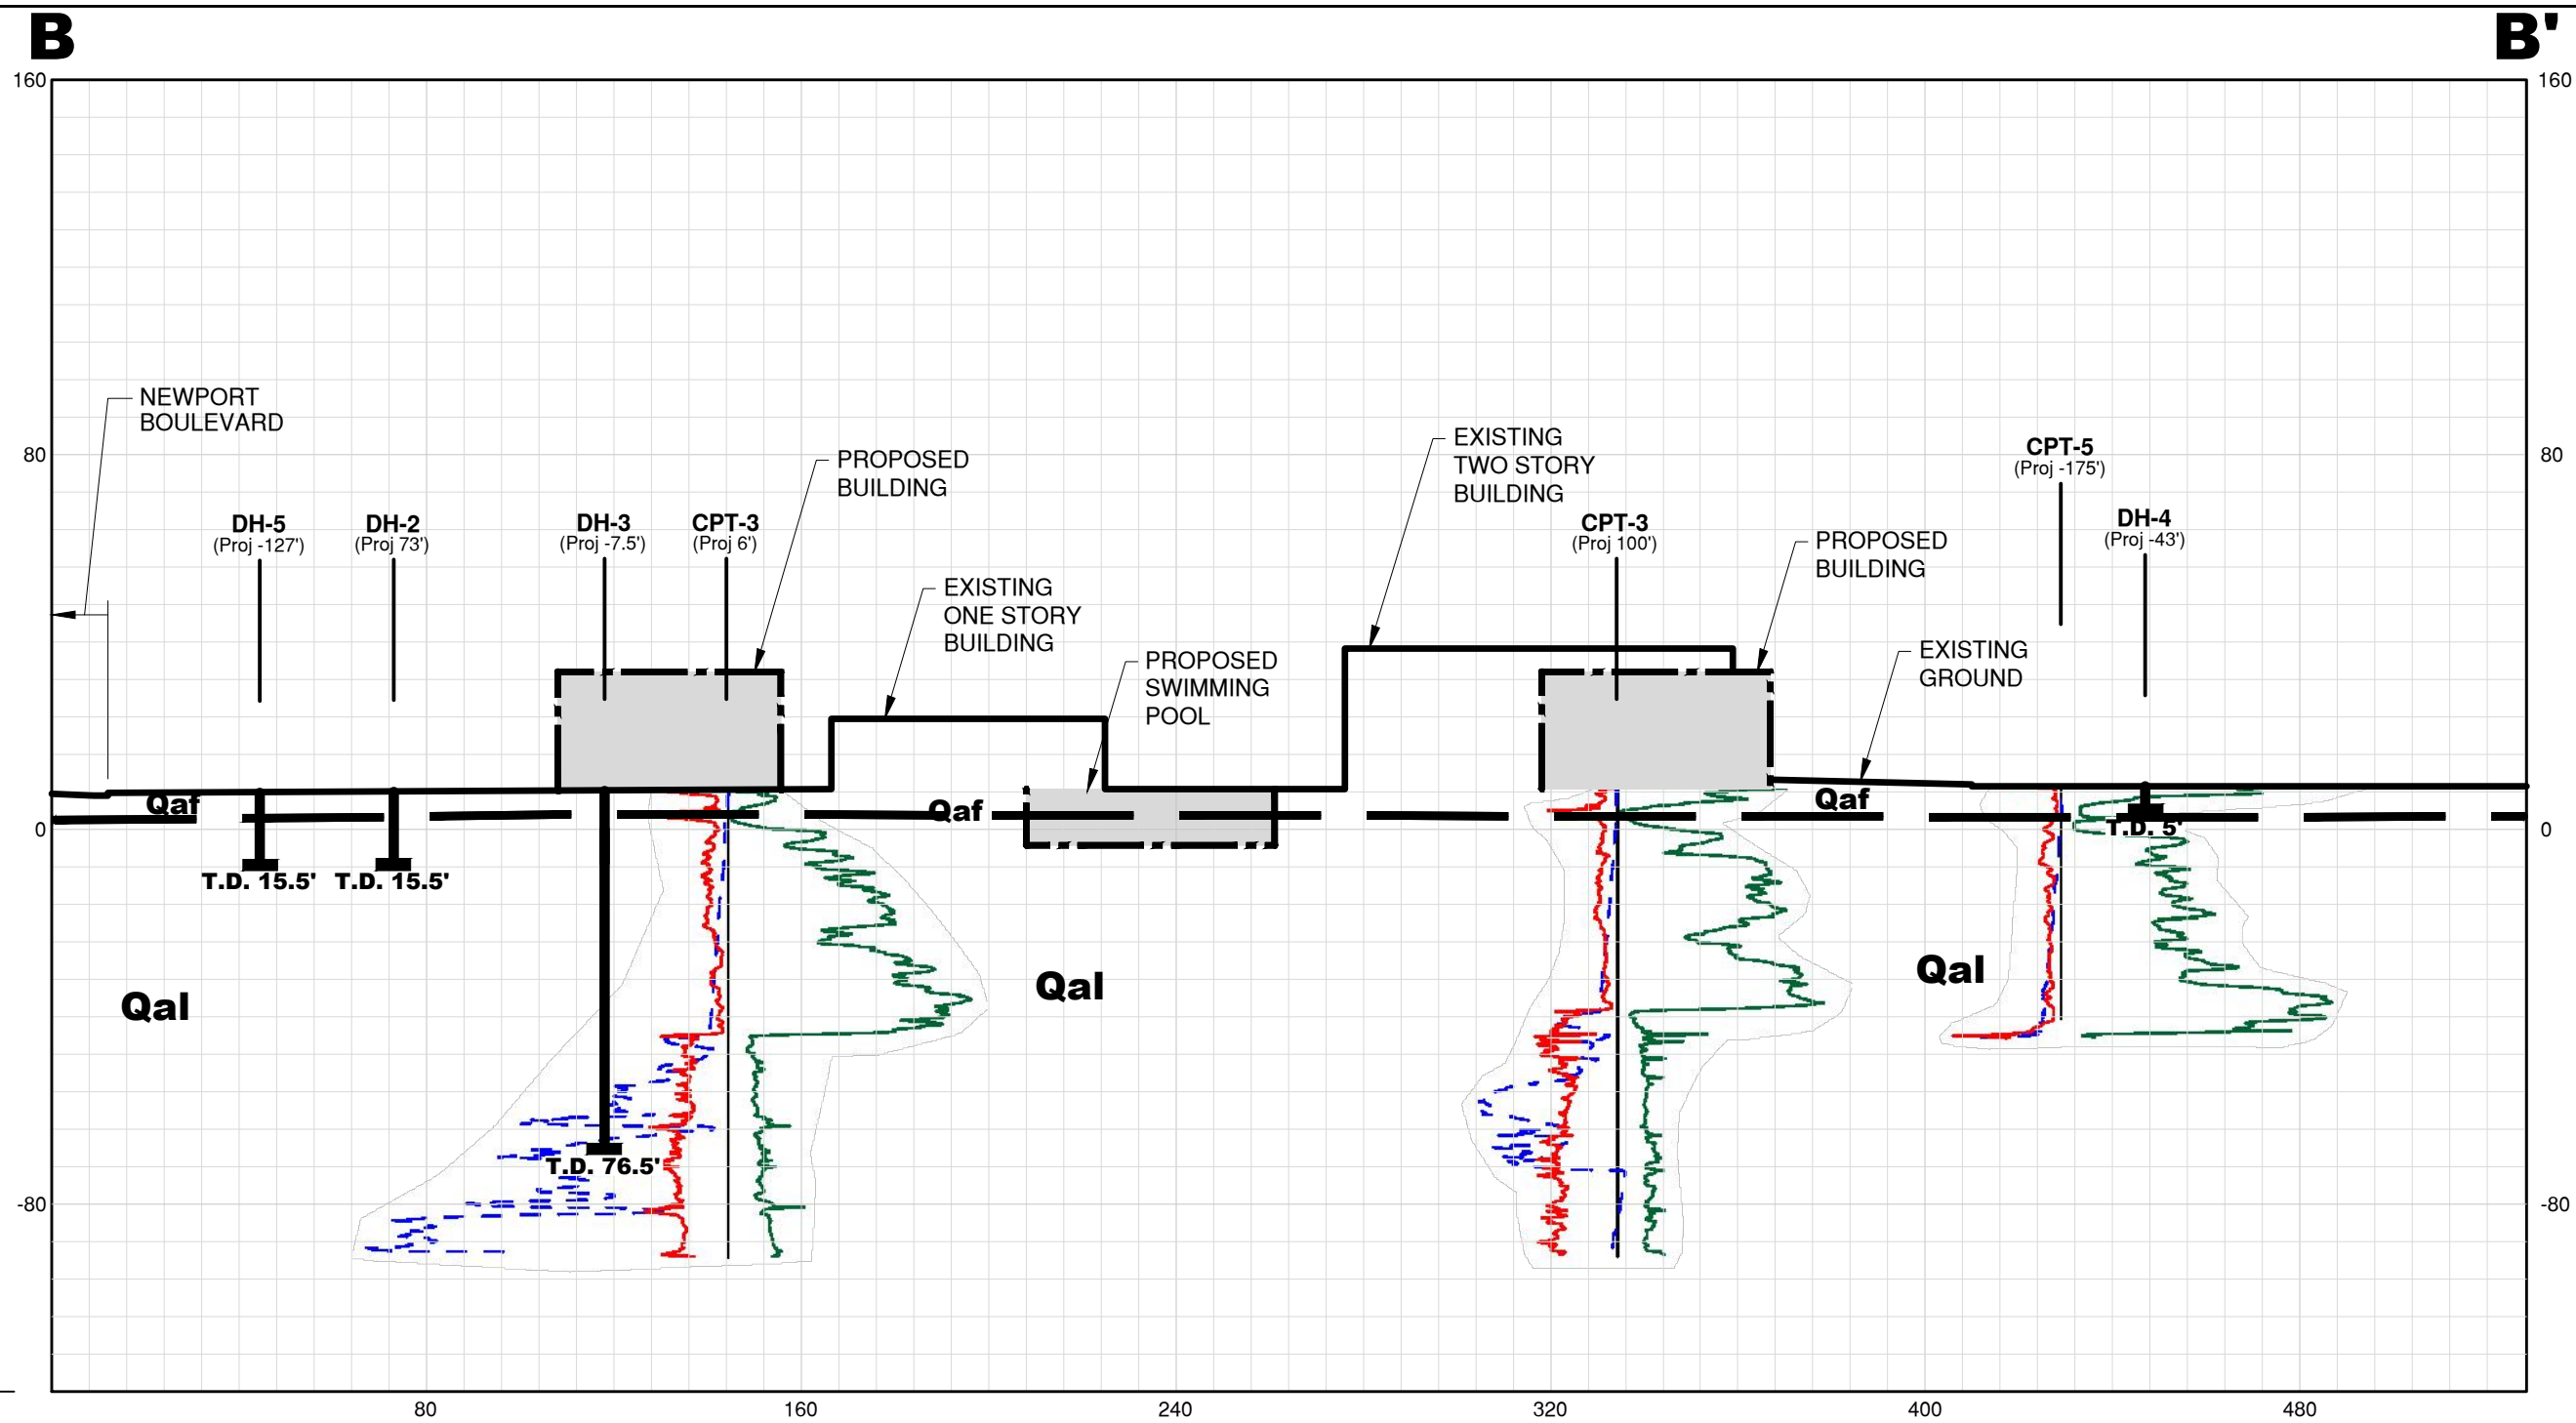 B
B'
160
160
NEWPORT
BOULEVARD
EXISTING
TWO STORY
BUILDING
CPT-5
(Proj -175')
80
80
PROPOSED
BUILDING
DH-5
(Proj -127')
DH-2
(Proj 73')
DH-3
(Proj -7.5')
CPT-3
(Proj 6')
CPT-3
(Proj 100')
DH-4
(Proj -43')
PROPOSED
BUILDING
EXISTING
ONE STORY
BUILDING
PROPOSED
SWIMMING
POOL
EXISTING
GROUND
Qaf
Qaf
Qaf
0
0
T.D. 5'
T.D. 15.5'
T.D. 15.5'
Qal
Qal
Qal
T.D. 76.5'
-80
-80
80
160
240
320
400
480